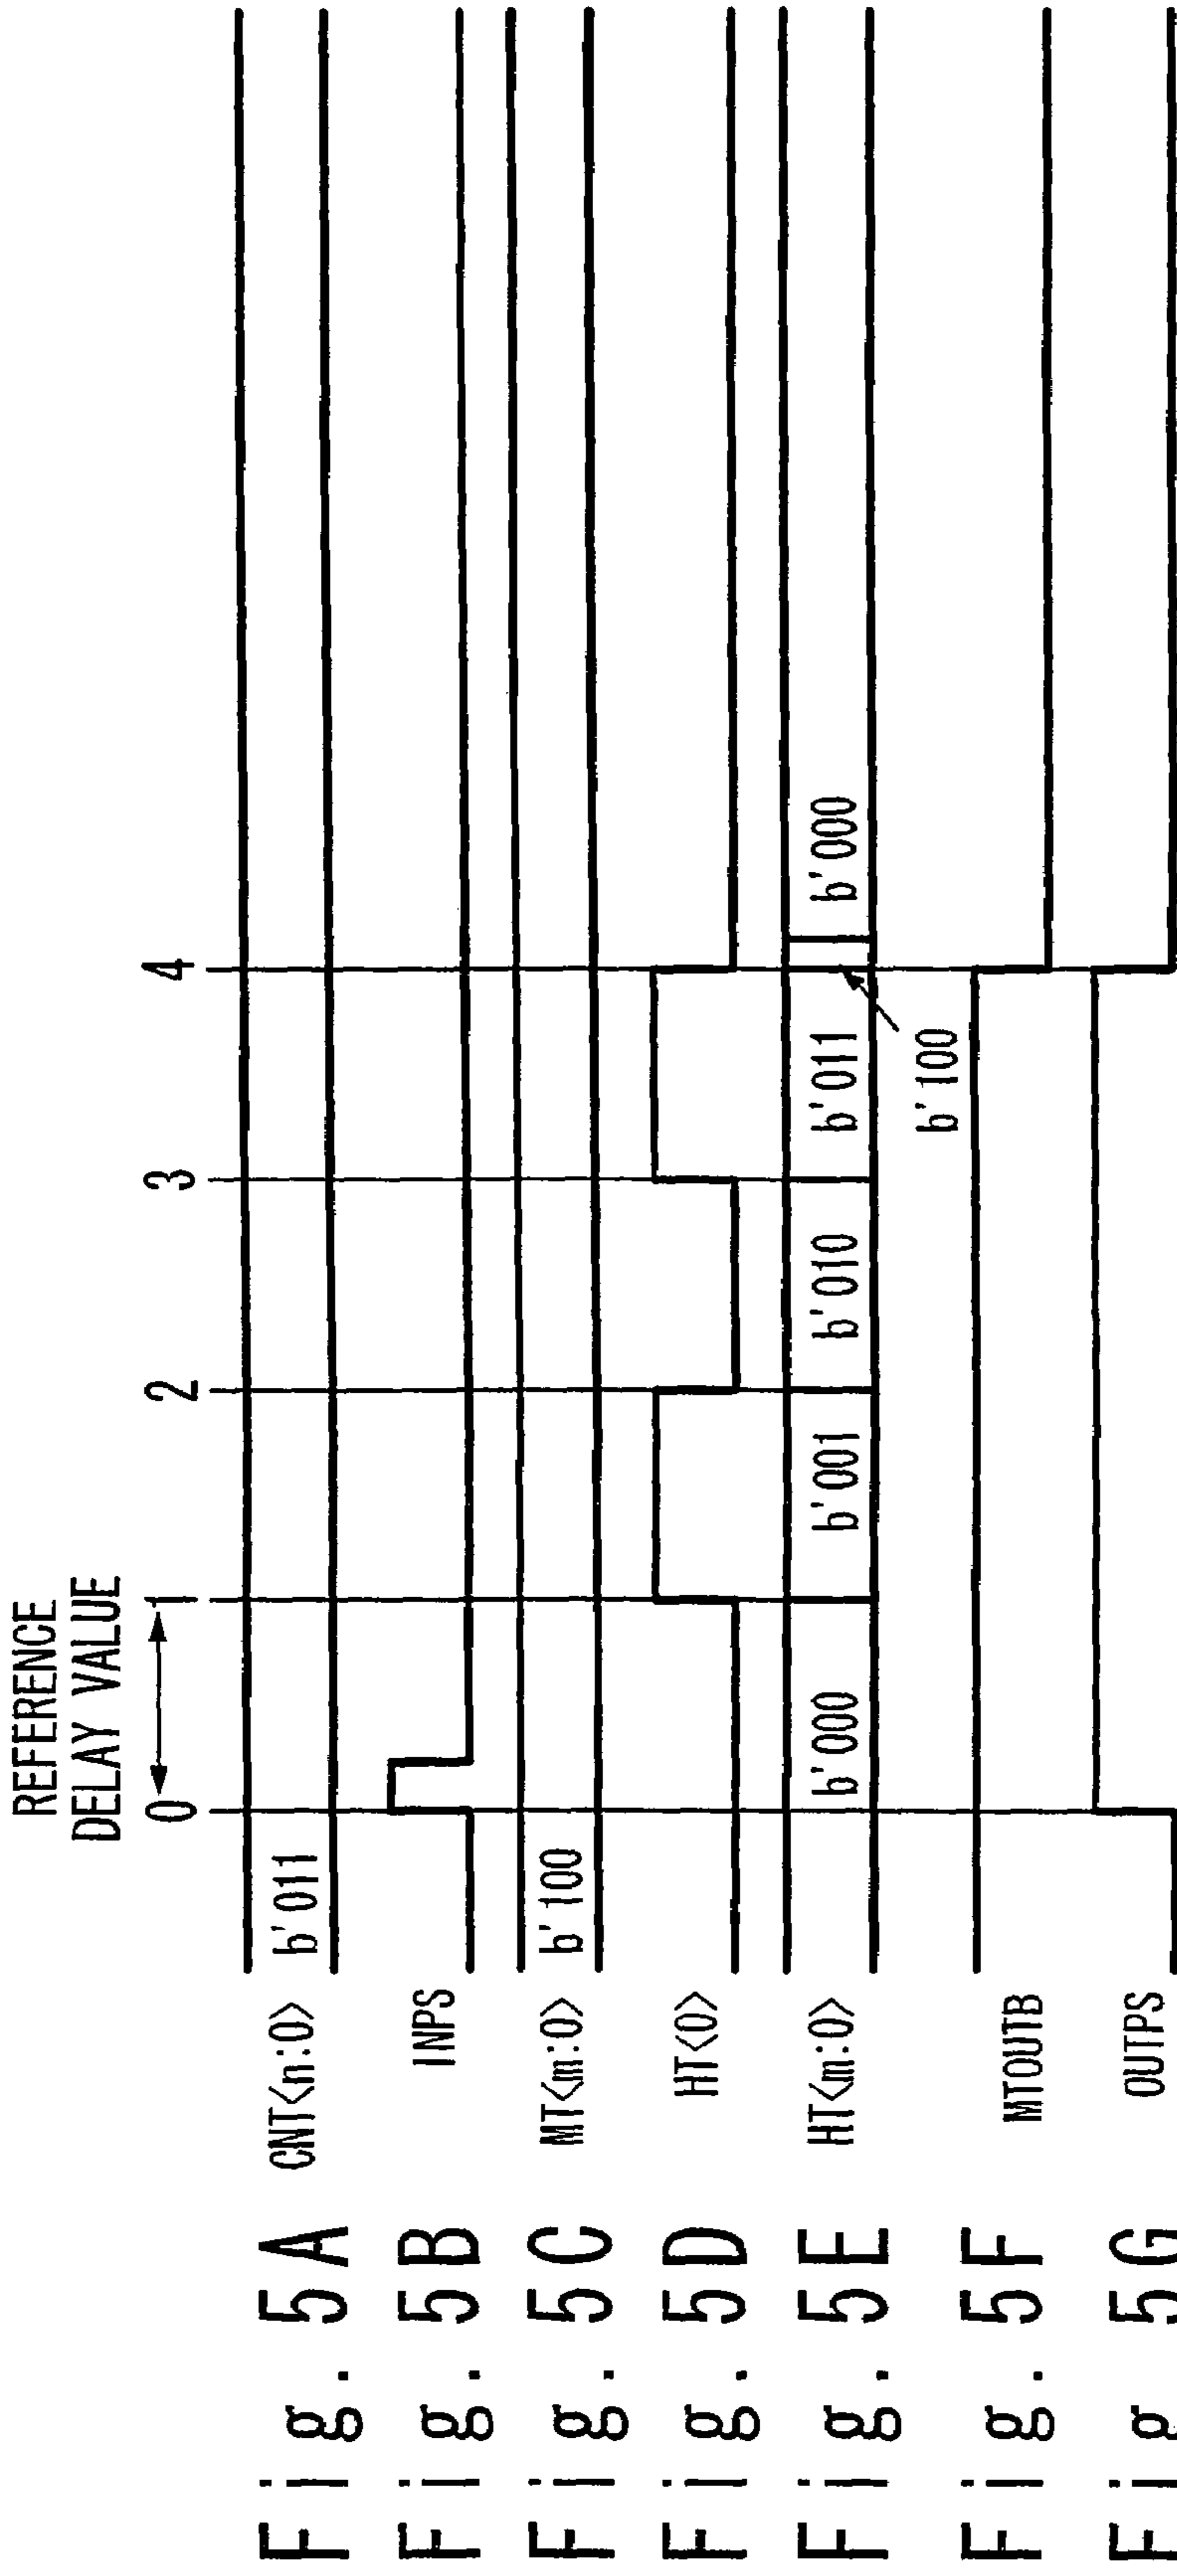 REFERENCE
DELAY VALUE
0 1 2 3 4
Fig. 5A CNT<n:0> b'011
Fig. 5B INPS
Fig. 5C MT<m:0> b'100
Fig. 5D HT<0>
Fig. 5E HT<m:0> b'000 b'001 b'010 b'011 b'000
b'100
Fig. 5F MTOUTB
Fig. 5G OUTPS